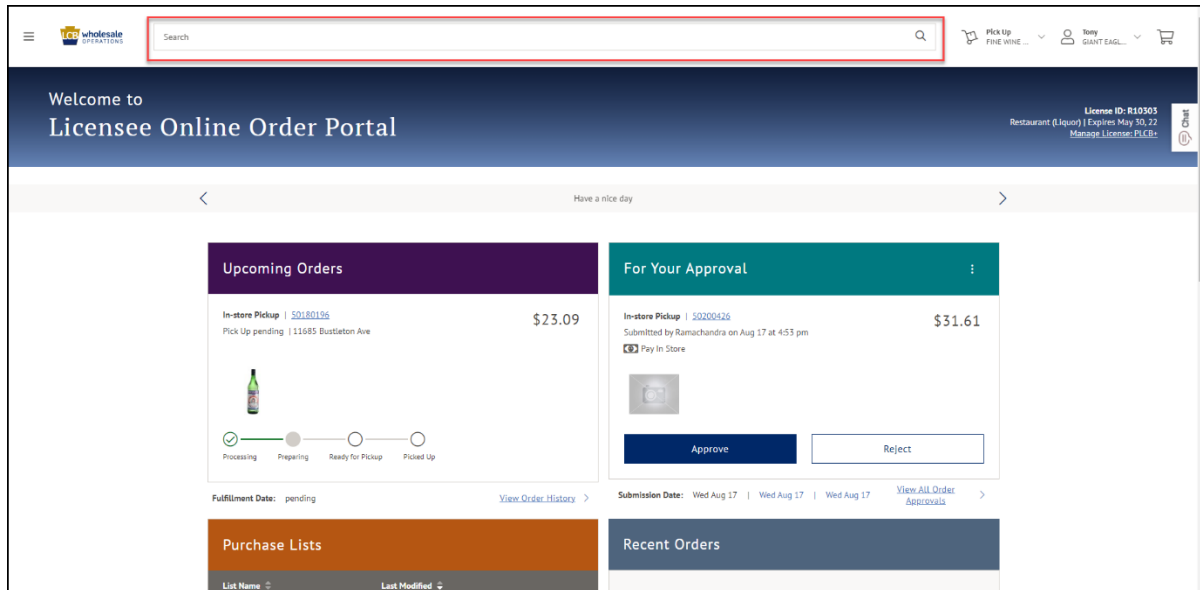 LCB wholesale
OPERATIONS
Search
Pick Up
FINE WINE ...
Tony
GIANT EAGL...
Welcome to
Licensee Online Order Portal
License ID: R10303
Restaurant (Liquor) | Expires May 30, 22
Manage License: PLCB+
Chat
Have a nice day
Upcoming Orders
In-store Pickup | 50180196
$23.09
Pick Up pending | 11685 Bustleton Ave
Processing Preparing Ready for Pickup Picked Up
Fulfillment Date: pending
View Order History
For Your Approval
In-store Pickup | 50200426
$31.61
Submitted by Ramachandra on Aug 17 at 4:53 pm
Pay In Store
Approve Reject
Submission Date: Wed Aug 17 | Wed Aug 17 | Wed Aug 17
View All Order
Approvals
Purchase Lists
List Name Last Modified
Recent Orders